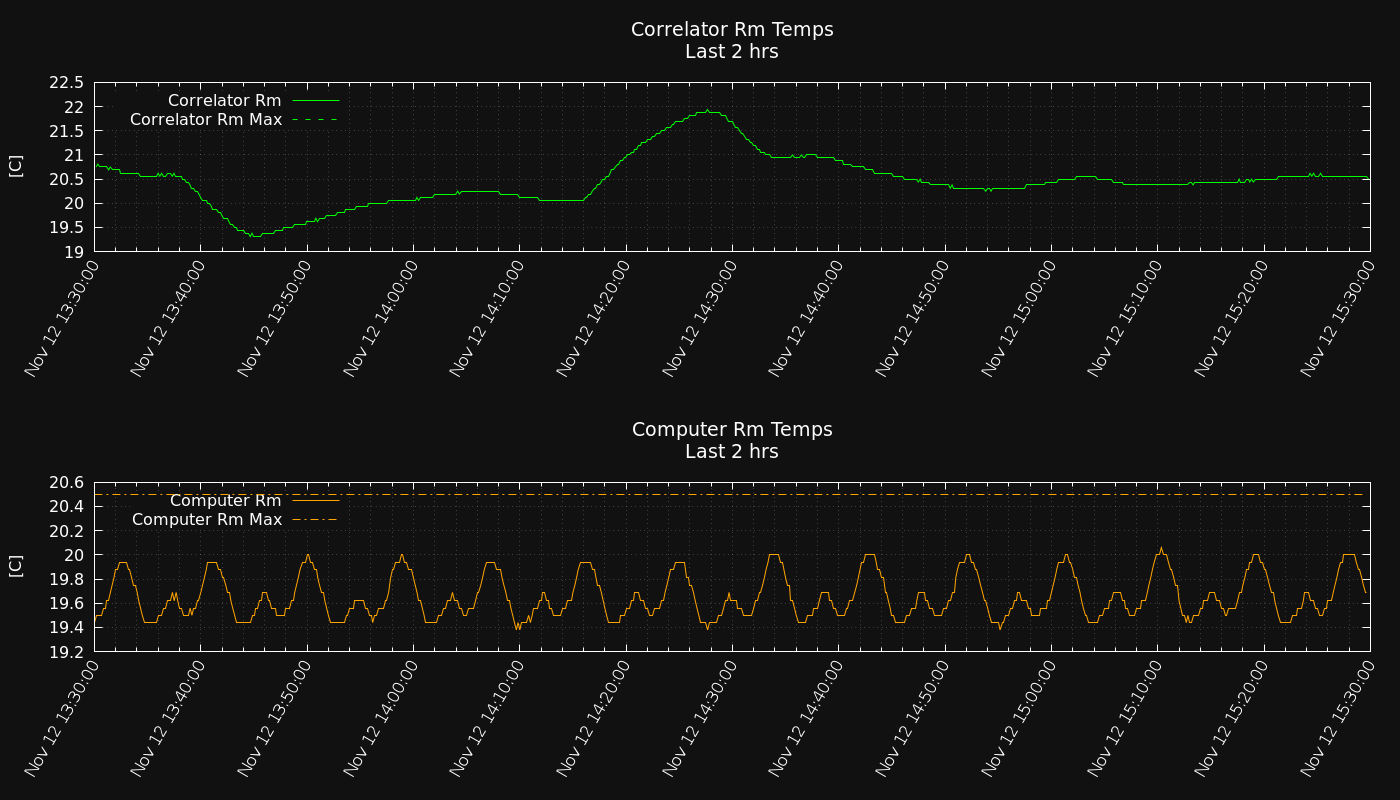 Correlator Rm Temps
Last 2 hrs
22.5
22
21.5
21
20.5
20
19.5
19
[C]
Correlator Rm
Correlator Rm Max
Nov 12 13:30:00
Nov 12 13:40:00
Nov 12 13:50:00
Nov 12 14:00:00
Nov 12 14:10:00
Nov 12 14:20:00
Nov 12 14:30:00
Nov 12 14:40:00
Nov 12 14:50:00
Nov 12 15:00:00
Nov 12 15:10:00
Nov 12 15:20:00
Nov 12 15:30:00
Computer Rm Temps
Last 2 hrs
20.6
20.4
20.2
20
19.8
19.6
19.4
19.2
[C]
Computer Rm
Computer Rm Max
Nov 12 13:30:00
Nov 12 13:40:00
Nov 12 13:50:00
Nov 12 14:00:00
Nov 12 14:10:00
Nov 12 14:20:00
Nov 12 14:30:00
Nov 12 14:40:00
Nov 12 14:50:00
Nov 12 15:00:00
Nov 12 15:10:00
Nov 12 15:20:00
Nov 12 15:30:00